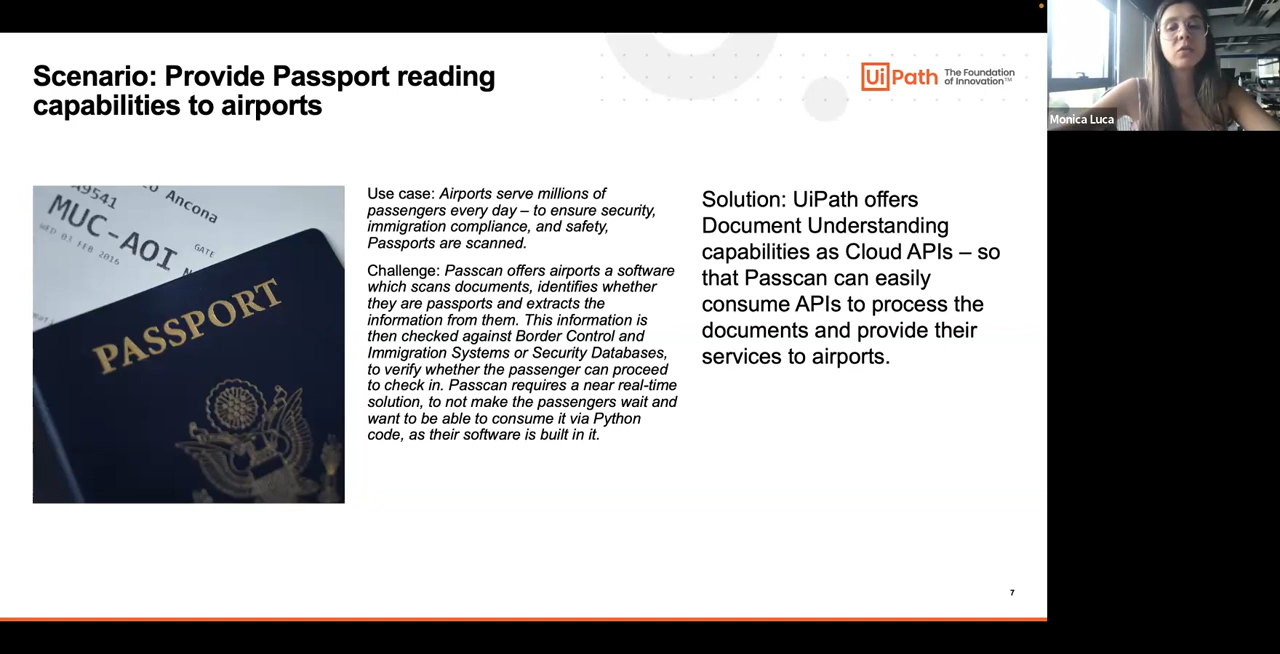 Scenario: Provide Passport reading
capabilities to airports
UiPath
The Foundation
of Innovation™
Monica Luca
49541
Ancona
MUC-AOI
WED 03 FEB 2016
GATE
PASSPORT
Use case: Airports serve millions of
passengers every day – to ensure security,
immigration compliance, and safety,
Passports are scanned.
Challenge: Passcan offers airports a software
which scans documents, identifies whether
they are passports and extracts the
information from them. This information is
then checked against Border Control and
Immigration Systems or Security Databases,
to verify whether the passenger can proceed
to check in. Passcan requires a near real-time
solution, to not make the passengers wait and
want to be able to consume it via Python
code, as their software is built in it.
Solution: UiPath offers
Document Understanding
capabilities as Cloud APIs – so
that Passcan can easily
consume APIs to process the
documents and provide their
services to airports.
7